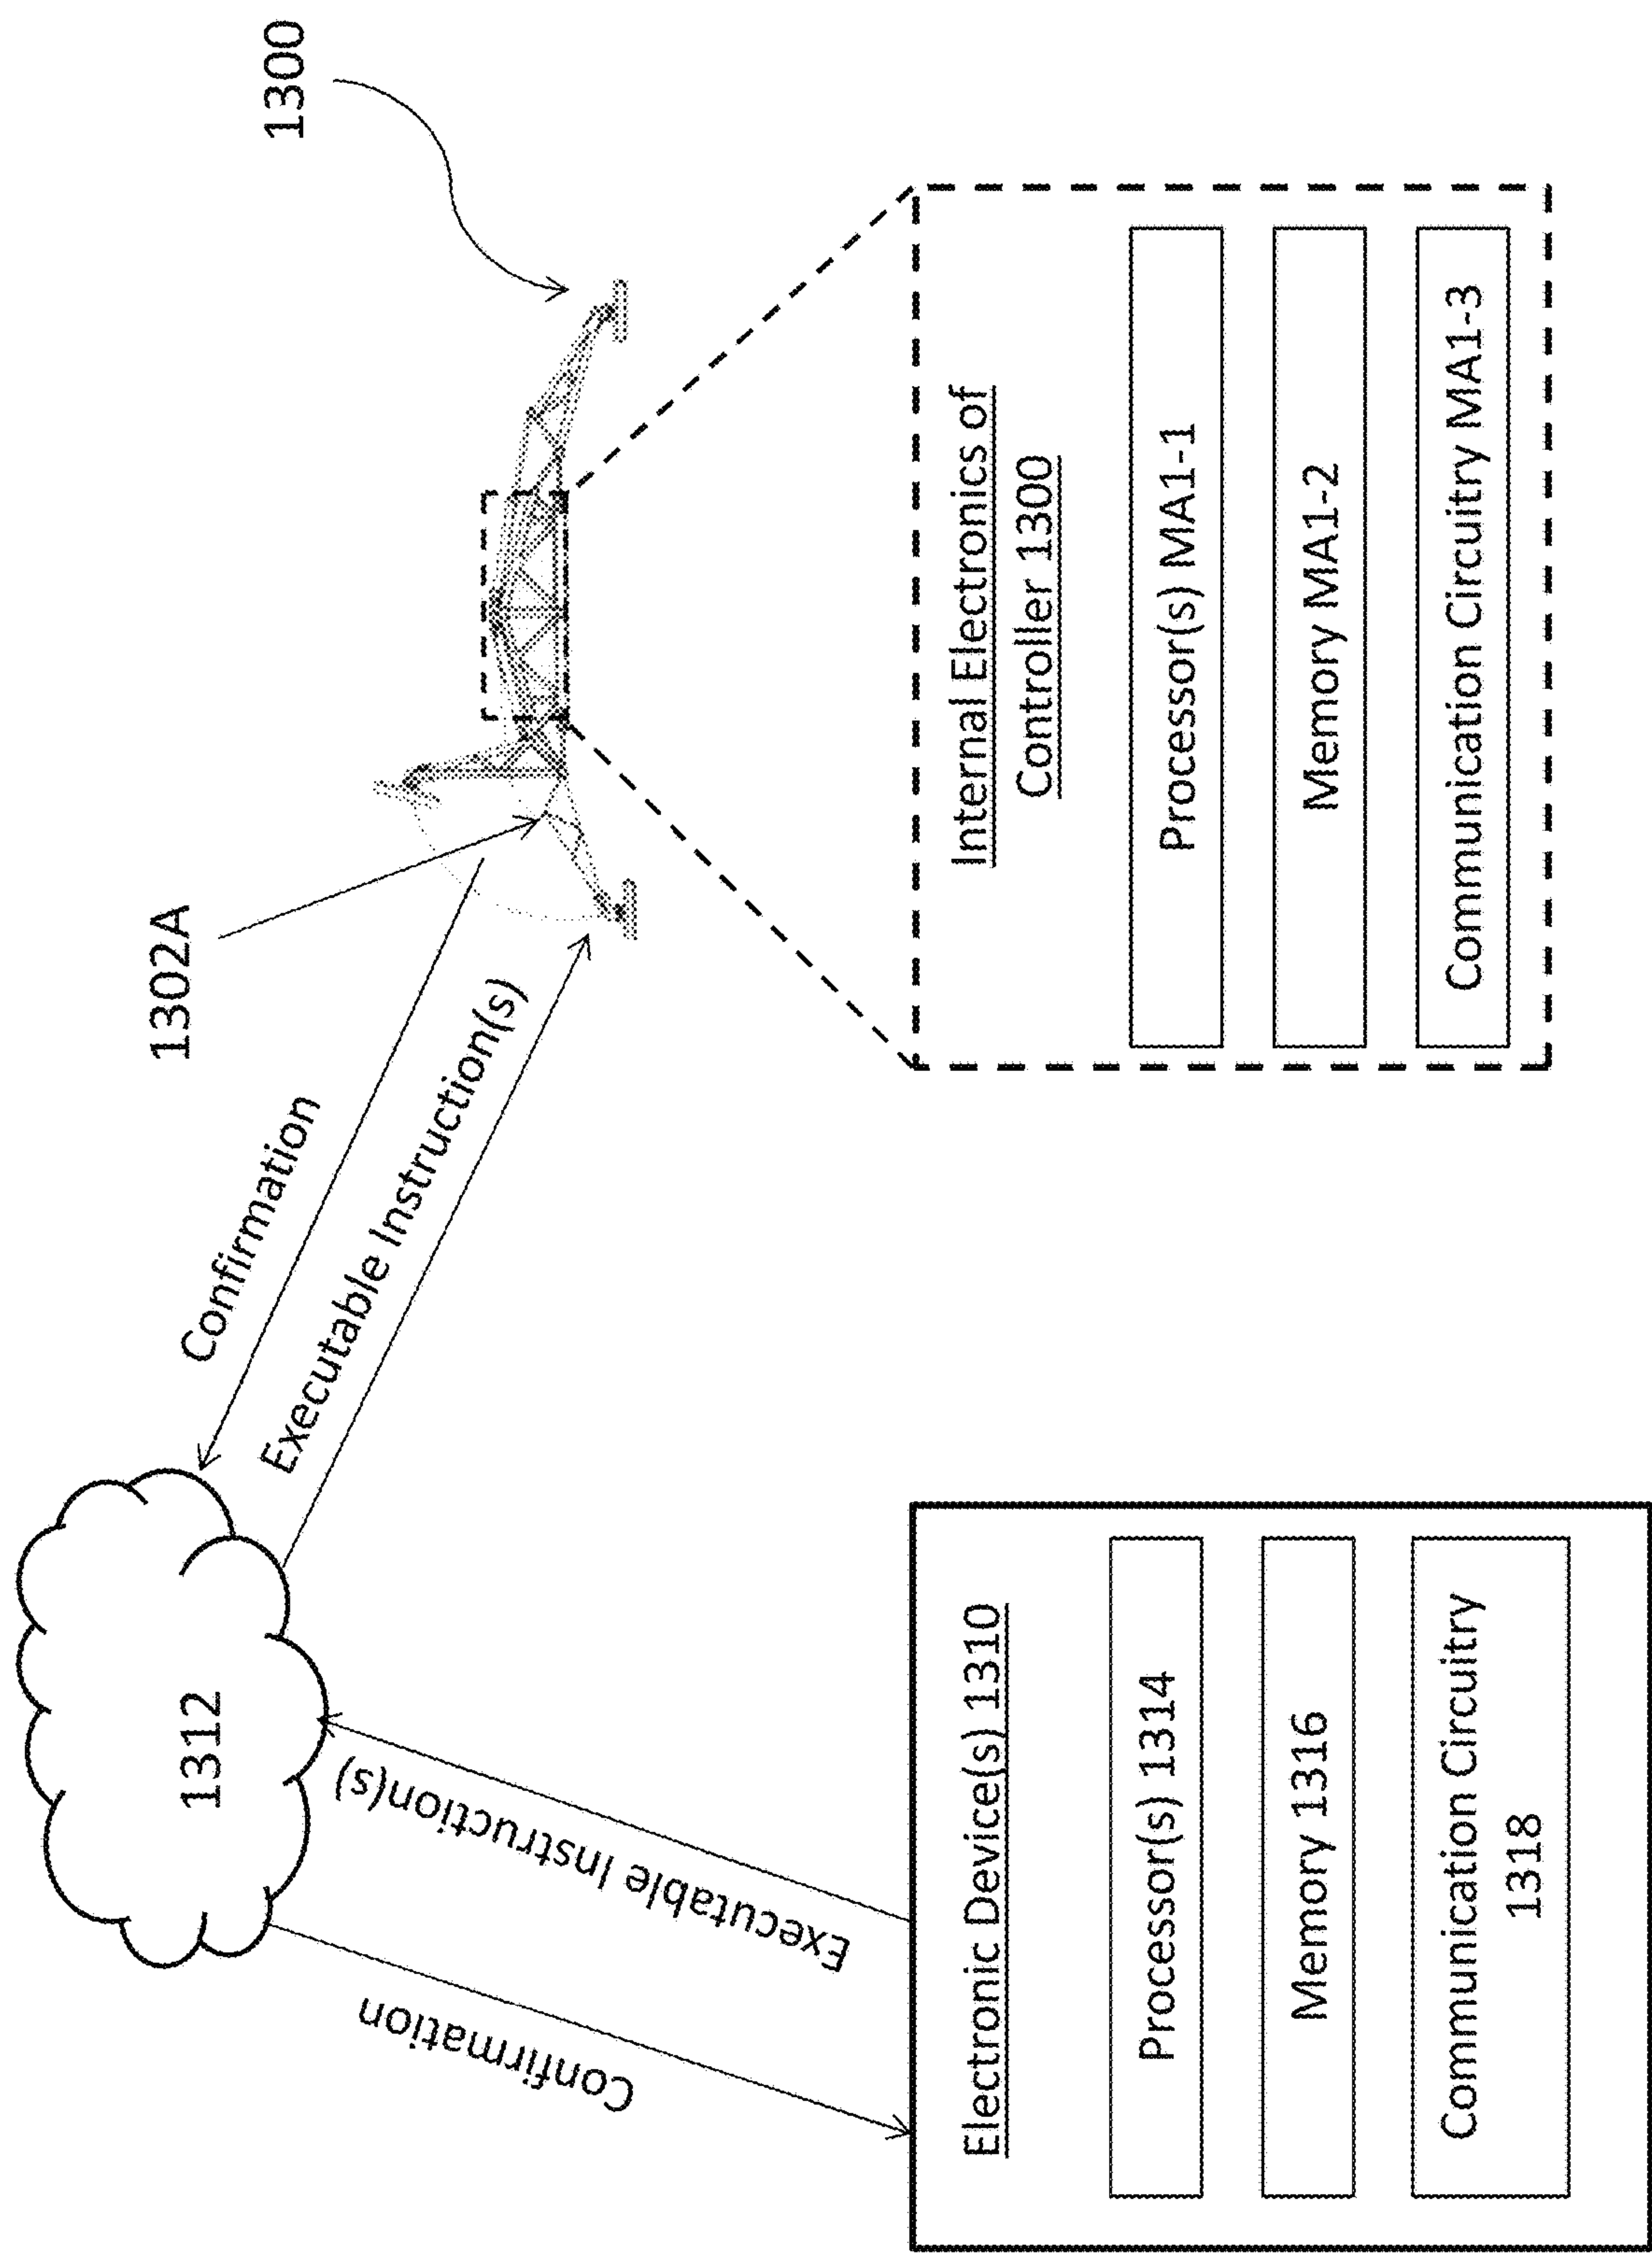 1312
Confirmation
Executable Instruction(s)
1302A
1300
Confirmation
Executable Instruction(s)
Electronic Device(s) 1310
Processor(s) 1314
Memory 1316
Communication Circuitry
1318
Internal Electronics of
Controller 1300
Processor(s) MA1-1
Memory MA1-2
Communication Circuitry MA1-3